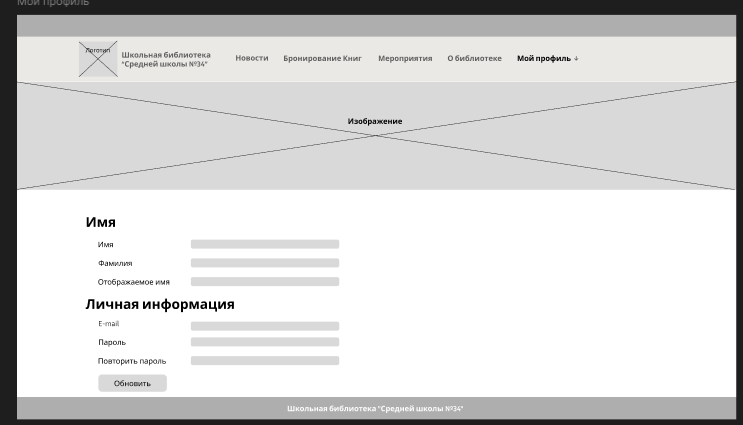 Мой профиль
Логотип
Школьная библиотека
"Средней школы №34"
Новости
Бронирование Книг
Мероприятия
О библиотеке
Мой профиль ↓
Изображение
Имя
Имя
Фамилия
Отображаемое имя
Личная информация
E-mail
Пароль
Повторить пароль
Обновить
Школьная библиотека "Средней школы №34"